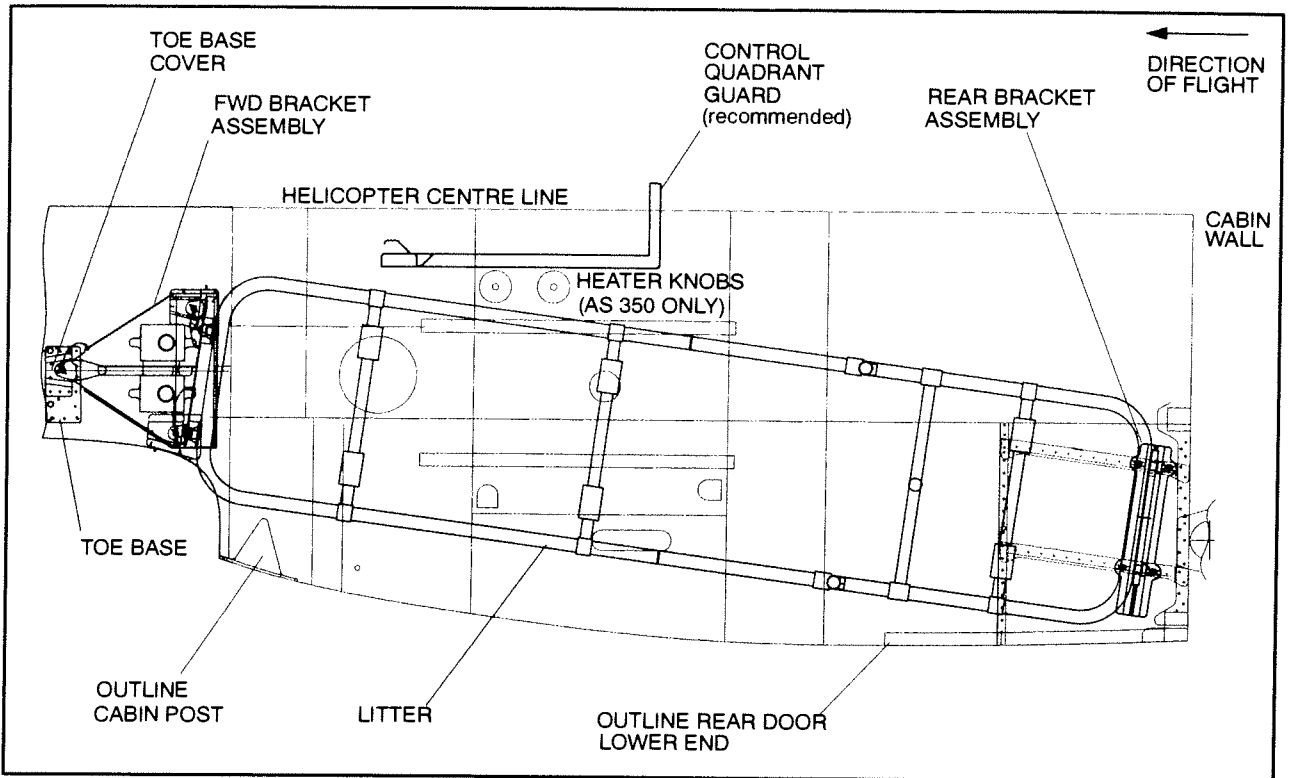 TOE BASE
COVER
FWD BRACKET
ASSEMBLY
CONTROL
QUADRANT
GUARD
(recommended)
REAR BRACKET
ASSEMBLY
DIRECTION
OF FLIGHT
HELICOPTER CENTRE LINE
CABIN
WALL
HEATER KNOBS
(AS 350 ONLY)
TOE BASE
OUTLINE
CABIN POST
LITTER
OUTLINE REAR DOOR
LOWER END